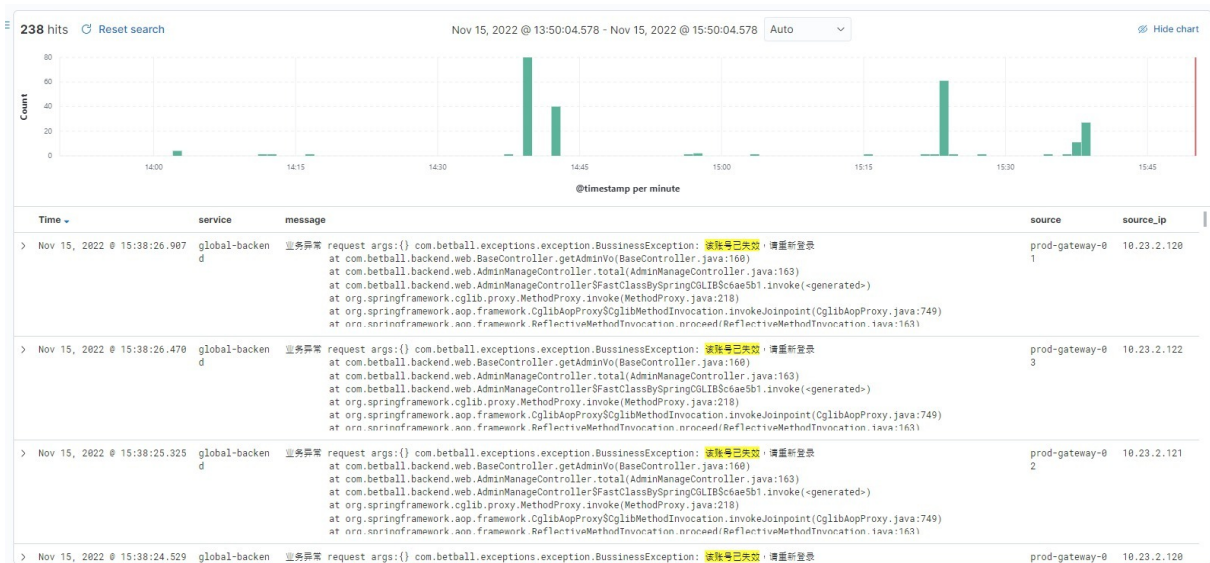 238 hits Reset search Nov 15, 2022 @ 13:50:04.578 - Nov 15, 2022 @ 15:50:04.578 Auto Hide chart
80
60
40
20
0
Count
14:00 14:15 14:30 14:45 15:00 15:15 15:30 15:45
@timestamp per minute
Time service message source source_ip
Nov 15, 2022 @ 15:38:26.907 global-backen 业务异常 request args:{} com.betball.exceptions.exception.BussinessException: 该账号已失效,请重新登录 prod-gateway-0 10.23.2.120
d at com.betball.backend.web.BaseController.getAdminVo(BaseController.java:160) 1
at com.betball.backend.web.AdminManageController.total(AdminManageController.java:163)
at com.betball.backend.web.AdminManageController$FastClassBySpringCGLIB$c6ae5b1.invoke(<generated>)
at org.springframework.cglib.proxy.MethodProxy.invoke(MethodProxy.java:218)
at org.springframework.aop.framework.CglibAopProxy$CglibMethodInvocation.invokeJoinpoint(CglibAopProxy.java:749)
at org.springframework.aop.framework.ReflectiveMethodInvocation.proceed(ReflectiveMethodInvocation.java:163)
Nov 15, 2022 @ 15:38:26.470 global-backen 业务异常 request args:{} com.betball.exceptions.exception.BussinessException: 该账号已失效,请重新登录 prod-gateway-0 10.23.2.122
d at com.betball.backend.web.BaseController.getAdminVo(BaseController.java:160) 3
at com.betball.backend.web.AdminManageController.total(AdminManageController.java:163)
at com.betball.backend.web.AdminManageController$FastClassBySpringCGLIB$c6ae5b1.invoke(<generated>)
at org.springframework.cglib.proxy.MethodProxy.invoke(MethodProxy.java:218)
at org.springframework.aop.framework.CglibAopProxy$CglibMethodInvocation.invokeJoinpoint(CglibAopProxy.java:749)
at org.springframework.aop.framework.ReflectiveMethodInvocation.proceed(ReflectiveMethodInvocation.java:163)
Nov 15, 2022 @ 15:38:25.325 global-backen 业务异常 request args:{} com.betball.exceptions.exception.BussinessException: 该账号已失效,请重新登录 prod-gateway-0 10.23.2.121
d at com.betball.backend.web.BaseController.getAdminVo(BaseController.java:160) 2
at com.betball.backend.web.AdminManageController.total(AdminManageController.java:163)
at com.betball.backend.web.AdminManageController$FastClassBySpringCGLIB$c6ae5b1.invoke(<generated>)
at org.springframework.cglib.proxy.MethodProxy.invoke(MethodProxy.java:218)
at org.springframework.aop.framework.CglibAopProxy$CglibMethodInvocation.invokeJoinpoint(CglibAopProxy.java:749)
at org.springframework.aop.framework.ReflectiveMethodInvocation.proceed(ReflectiveMethodInvocation.java:163)
Nov 15, 2022 @ 15:38:24.529 global-backen 业务异常 request args:{} com.betball.exceptions.exception.BussinessException: 该账号已失效,请重新登录 prod-gateway-0 10.23.2.120